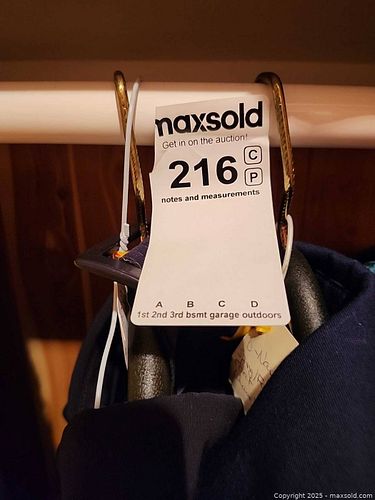 maxsold
Get in on the auction!
216
C
P
notes and measurements
A B C D
1st 2nd 3rd bsmt garage outdoors
Copyright 2025 - maxsold.com